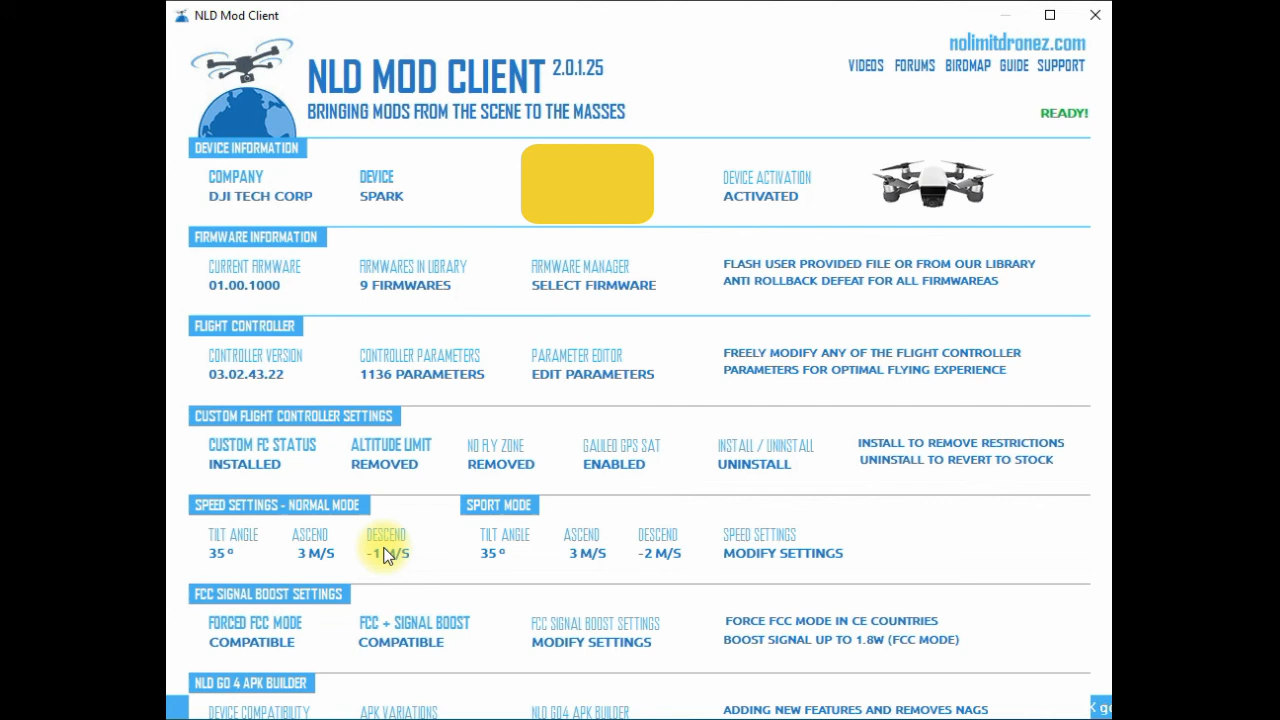 NLD Mod Client
nolimitdronez.com
NLD MOD CLIENT 2.0.1.25
VIDEOS FORUMS BIRDMAP GUIDE SUPPORT
BRINGING MODS FROM THE SCENE TO THE MASSES
READY!
DEVICE INFORMATION
COMPANY DEVICE DEVICE ACTIVATION
DJI TECH CORP SPARK ACTIVATED
FIRMWARE INFORMATION
CURRENT FIRMWARE FIRMWARES IN LIBRARY FIRMWARE MANAGER FLASH USER PROVIDED FILE OR FROM OUR LIBRARY
01.00.1000 9 FIRMWARES SELECT FIRMWARE ANTI ROLLBACK DEFEAT FOR ALL FIRMWAREAS
FLIGHT CONTROLLER
CONTROLLER VERSION CONTROLLER PARAMETERS PARAMETER EDITOR FREELY MODIFY ANY OF THE FLIGHT CONTROLLER
03.02.43.22 1136 PARAMETERS EDIT PARAMETERS PARAMETERS FOR OPTIMAL FLYING EXPERIENCE
CUSTOM FLIGHT CONTROLLER SETTINGS
CUSTOM FC STATUS ALTITUDE LIMIT NO FLY ZONE GALILEO GPS SAT INSTALL / UNINSTALL INSTALL TO REMOVE RESTRICTIONS
INSTALLED REMOVED REMOVED ENABLED UNINSTALL UNINSTALL TO REVERT TO STOCK
SPEED SETTINGS - NORMAL MODE SPORT MODE
TILT ANGLE ASCEND DESCEND TILT ANGLE ASCEND DESCEND SPEED SETTINGS
35 º 3 M/S -1 M/S 35 º 3 M/S -2 M/S MODIFY SETTINGS
FCC SIGNAL BOOST SETTINGS
FORCED FCC MODE FCC + SIGNAL BOOST FCC SIGNAL BOOST SETTINGS FORCE FCC MODE IN CE COUNTRIES
COMPATIBLE COMPATIBLE MODIFY SETTINGS BOOST SIGNAL UP TO 1.8W (FCC MODE)
NLD GO 4 APK BUILDER
DEVICE COMPATIBILITY APK VARIATIONS NLD GO4 APK BUILDER ADDING NEW FEATURES AND REMOVES NAGS